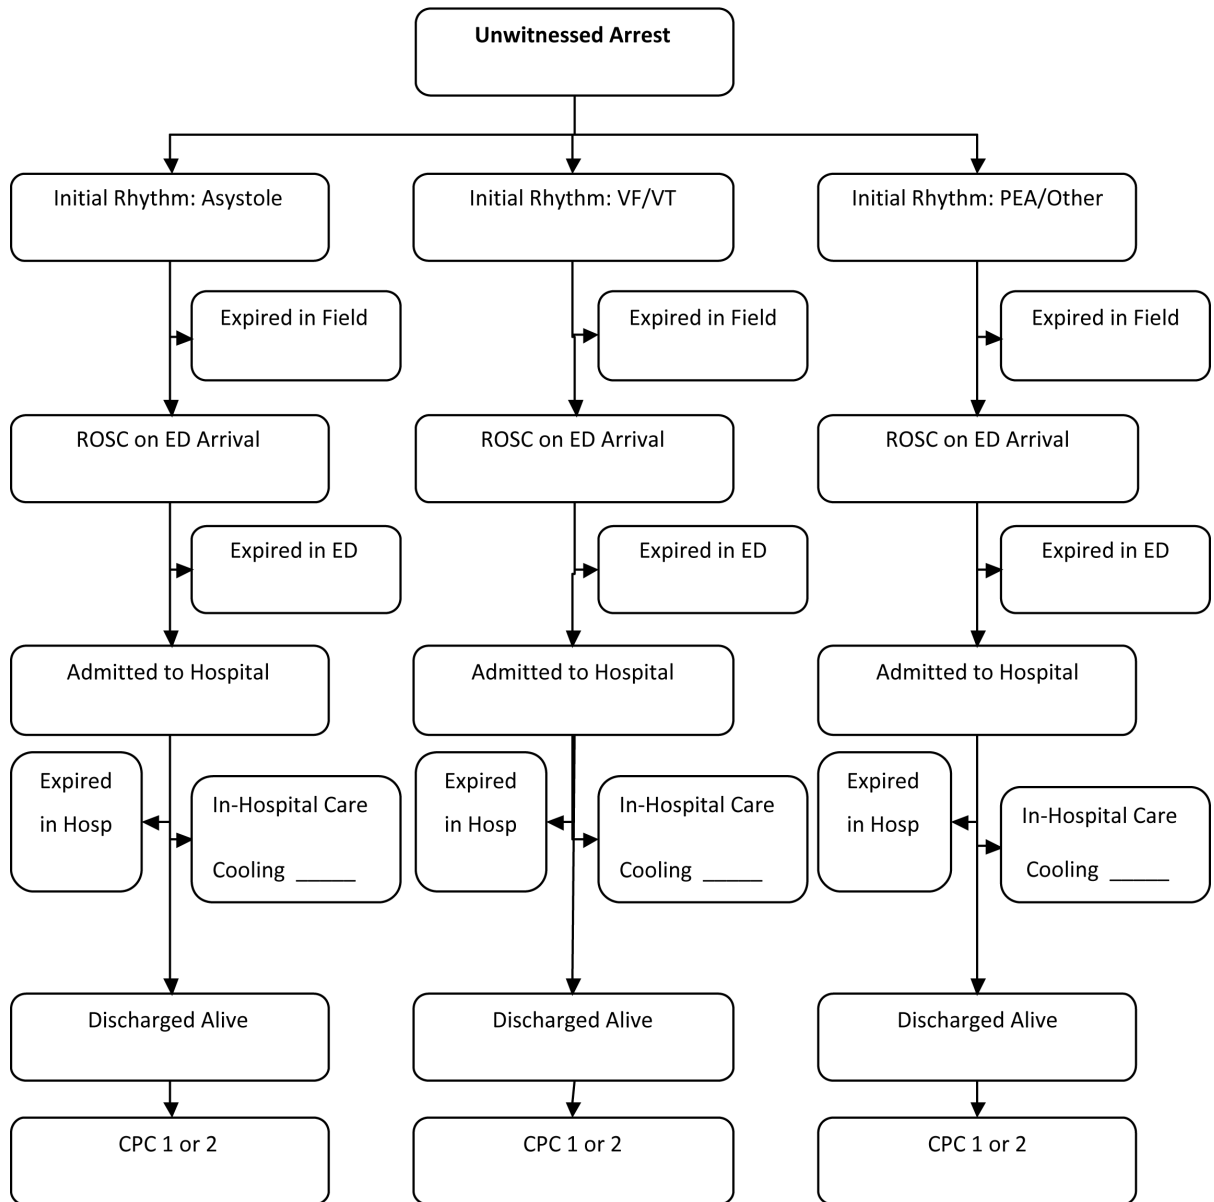 Unwitnessed Arrest
Initial Rhythm: Asystole
Initial Rhythm: VF/VT
Initial Rhythm: PEA/Other
Expired in Field
Expired in Field
Expired in Field
ROSC on ED Arrival
ROSC on ED Arrival
ROSC on ED Arrival
Expired in ED
Expired in ED
Expired in ED
Admitted to Hospital
Admitted to Hospital
Admitted to Hospital
Expired
in Hosp
In-Hospital Care
Cooling _____
Expired
in Hosp
In-Hospital Care
Cooling _____
Expired
in Hosp
In-Hospital Care
Cooling _____
Discharged Alive
Discharged Alive
Discharged Alive
CPC 1 or 2
CPC 1 or 2
CPC 1 or 2